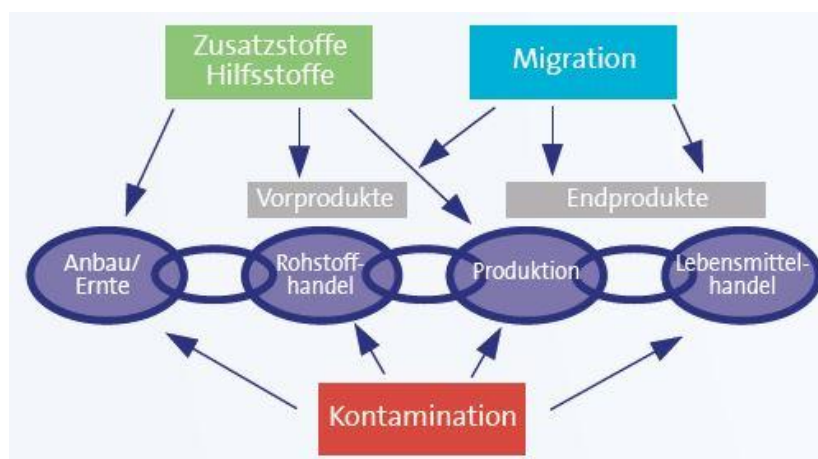 Zusatzstoffe
Hilfsstoffe
Migration
Vorprodukte
Endprodukte
Anbau/
Ernte
Rohstoff-
handel
Produktion
Lebensmittel-
handel
Kontamination